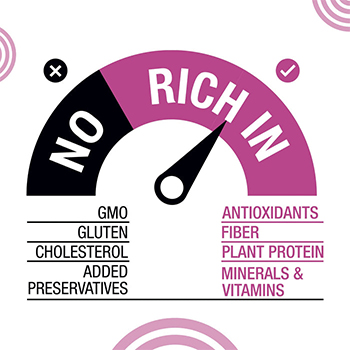 NO
RICH IN
GMO
GLUTEN
CHOLESTEROL
ADDED
PRESERVATIVES
ANTIOXIDANTS
FIBER
PLANT PROTEIN
MINERALS &
VITAMINS